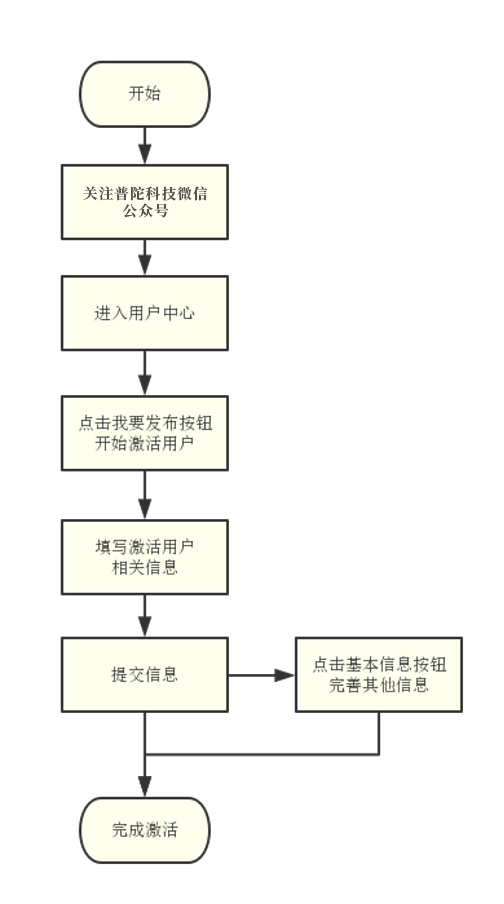 开始
关注普陀科技微信
公众号
进入用户中心
点击我要发布按钮
开始激活用户
填写激活用户
相关信息
提交信息
点击基本信息按钮
完善其他信息
完成激活